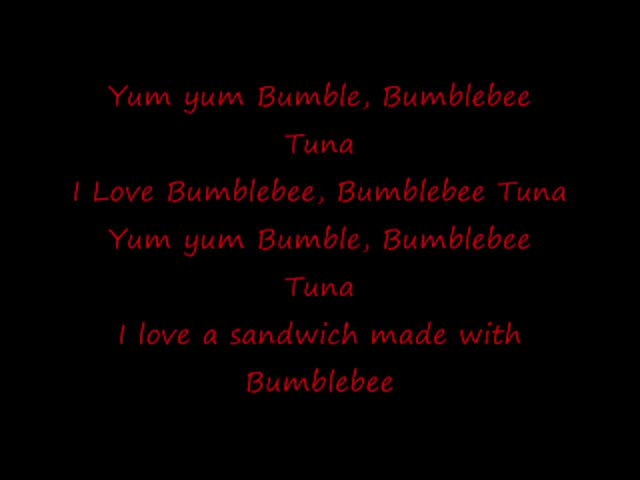 Yum yum Bumble, Bumblebee
Tuna
I Love Bumblebee, Bumblebee Tuna
Yum yum Bumble, Bumblebee
Tuna
I love a sandwich made with
Bumblebee